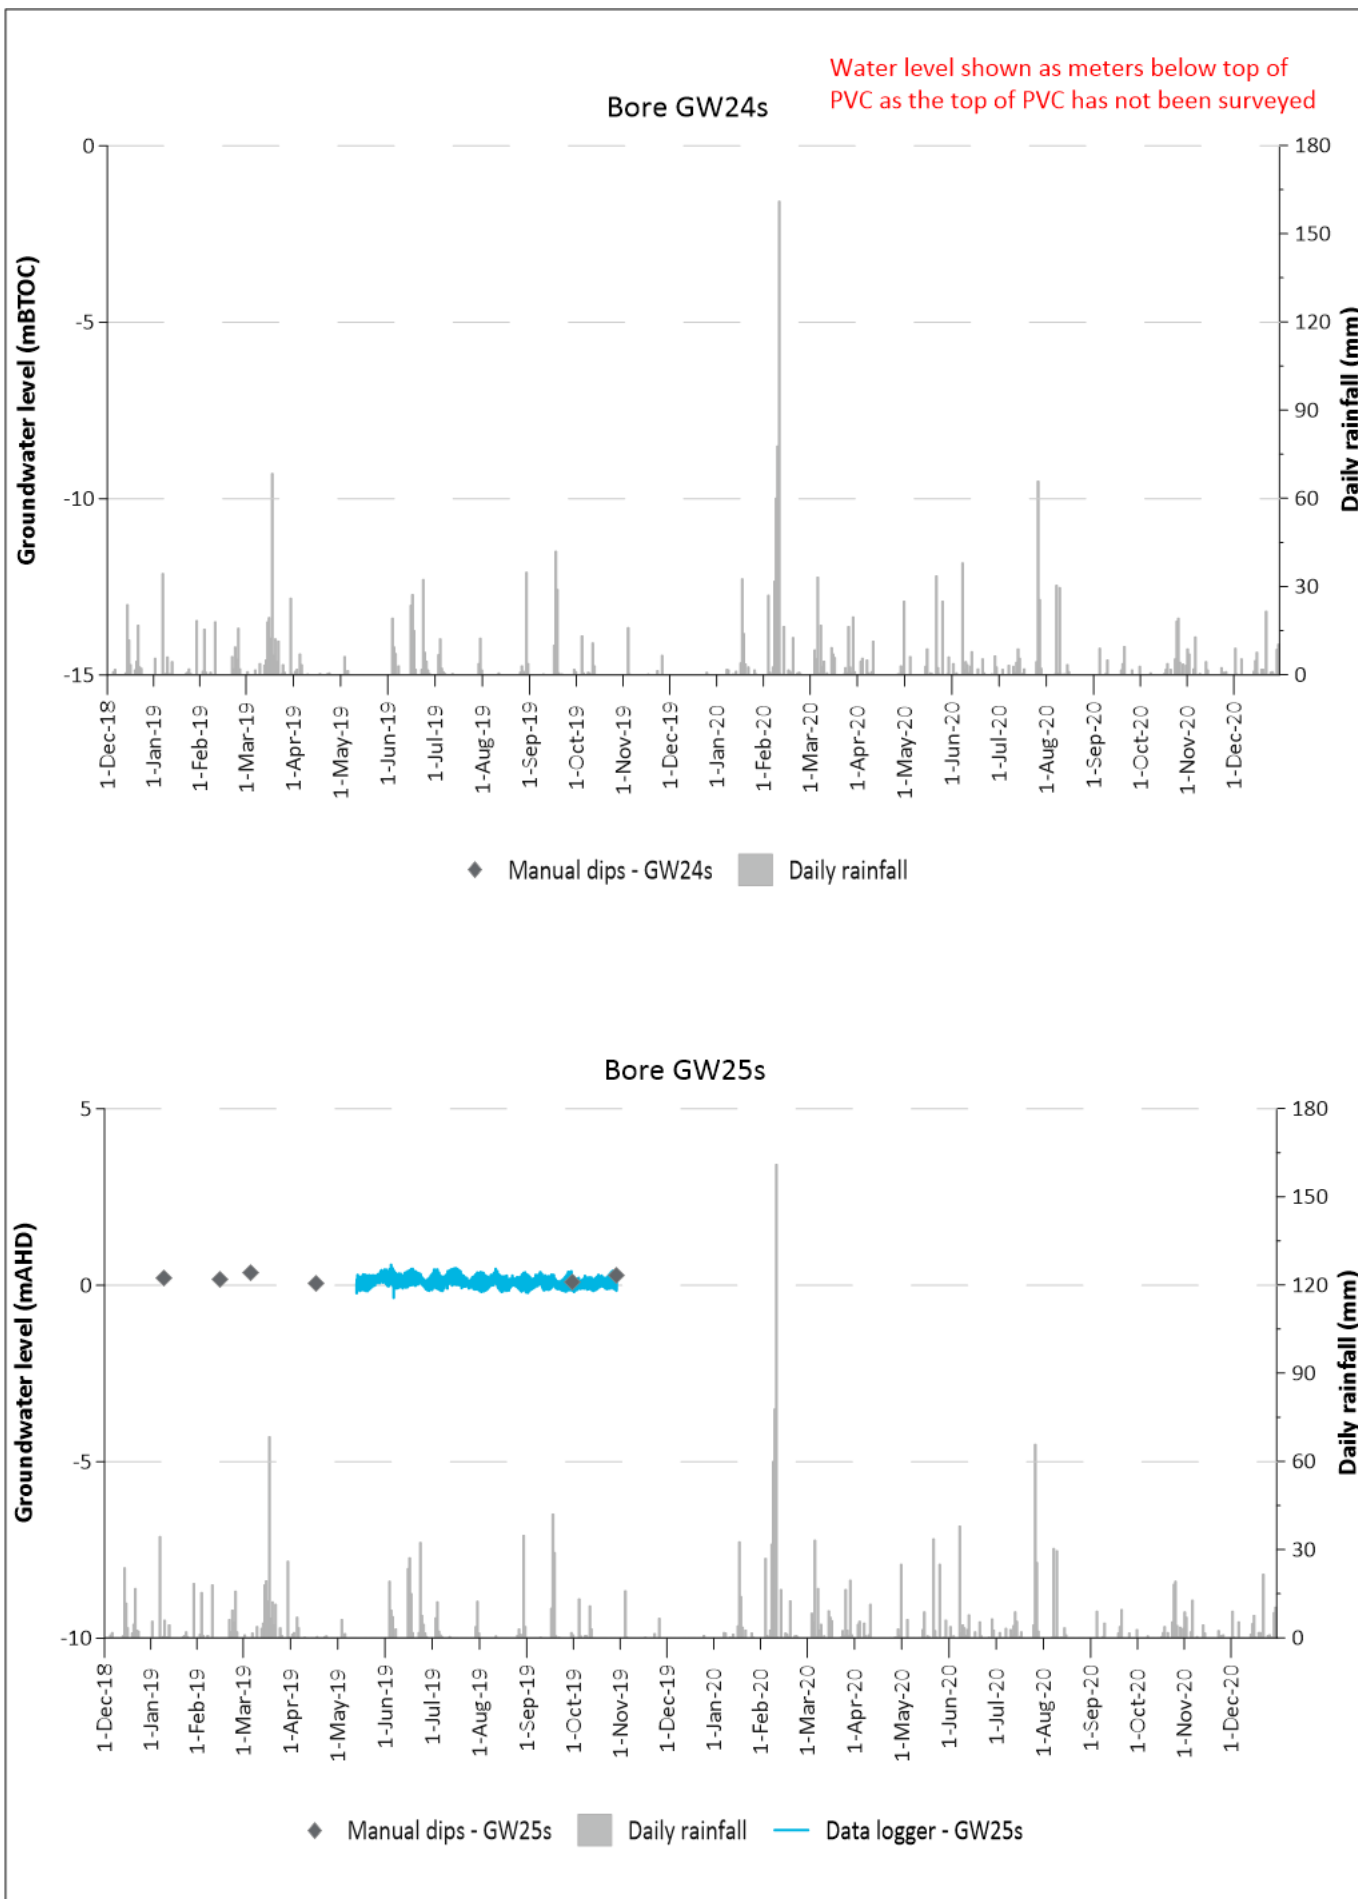 Water level shown as meters below top of
PVC as the top of PVC has not been surveyed
Bore GW24s
Groundwater level (mBTOC)
0
-5
-10
-15
180
150
120
90
60
30
0
Daily rainfall (mm)
1-Dec-18
1-Jan-19
1-Feb-19
1-Mar-19
1-Apr-19
1-May-19
1-Jun-19
1-Jul-19
1-Aug-19
1-Sep-19
1-Oct-19
1-Nov-19
1-Dec-19
1-Jan-20
1-Feb-20
1-Mar-20
1-Apr-20
1-May-20
1-Jun-20
1-Jul-20
1-Aug-20
1-Sep-20
1-Oct-20
1-Nov-20
1-Dec-20
Manual dips - GW24s Daily rainfall
Bore GW25s
Groundwater level (mAHD)
5
0
-5
-10
180
150
120
90
60
30
0
Daily rainfall (mm)
1-Dec-18
1-Jan-19
1-Feb-19
1-Mar-19
1-Apr-19
1-May-19
1-Jun-19
1-Jul-19
1-Aug-19
1-Sep-19
1-Oct-19
1-Nov-19
1-Dec-19
1-Jan-20
1-Feb-20
1-Mar-20
1-Apr-20
1-May-20
1-Jun-20
1-Jul-20
1-Aug-20
1-Sep-20
1-Oct-20
1-Nov-20
1-Dec-20
Manual dips - GW25s Daily rainfall Data logger - GW25s